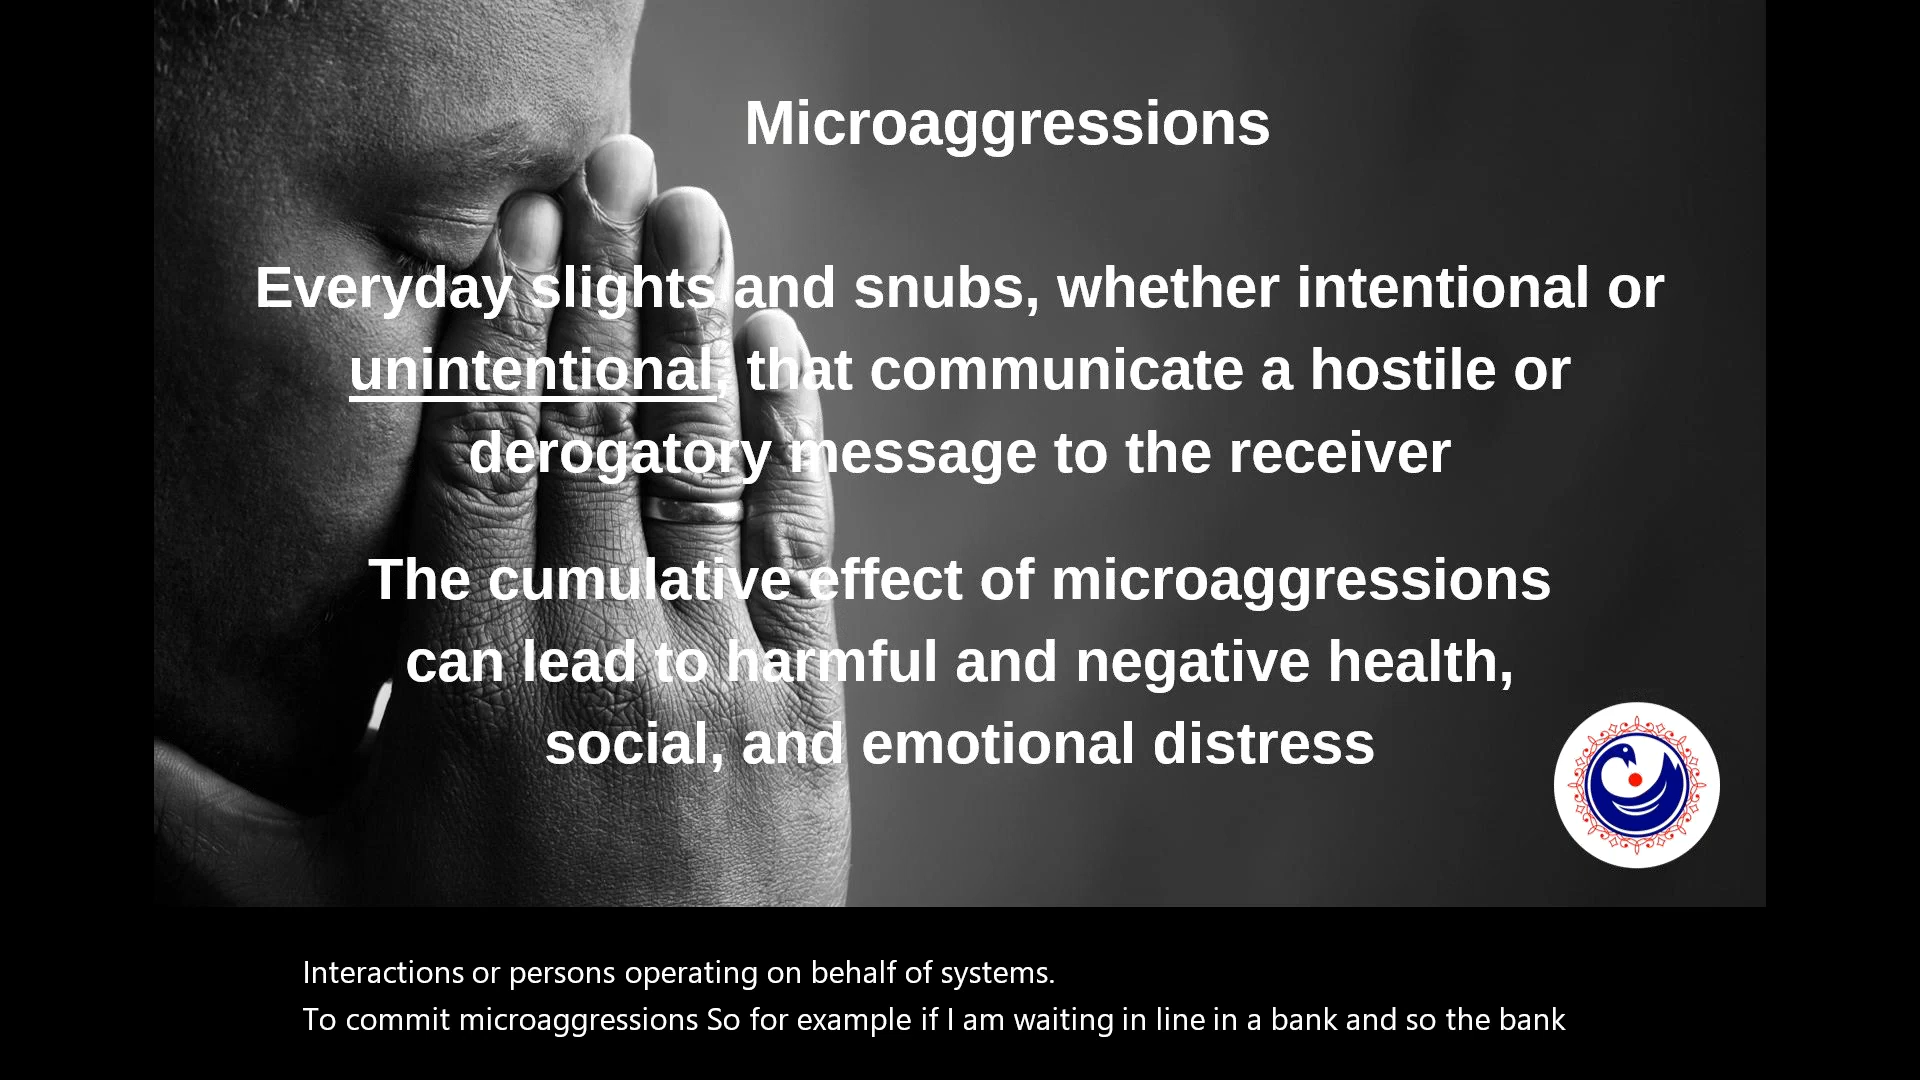 Microaggressions
Everyday slights and snubs, whether intentional or
unintentional, that communicate a hostile or
derogatory message to the receiver
The cumulative effect of microaggressions
can lead to harmful and negative health,
social, and emotional distress
Interactions or persons operating on behalf of systems.
To commit microaggressions So for example if I am waiting in line in a bank and so the bank